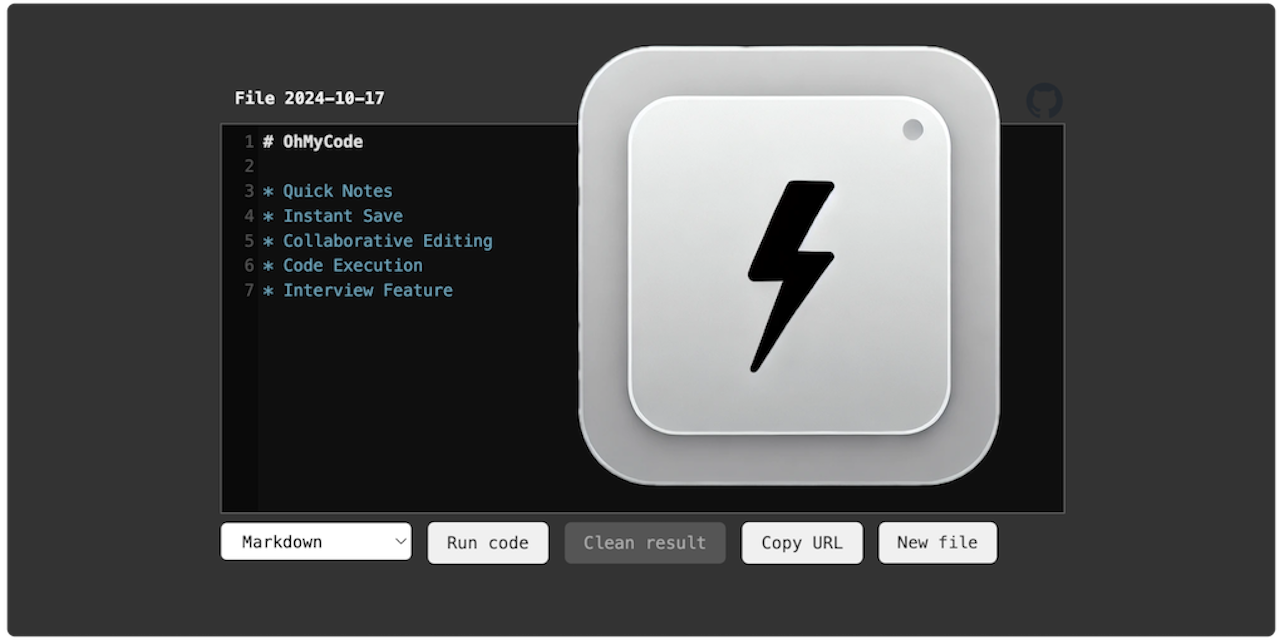 File 2024-10-17
1 # OhMyCode
2
3 * Quick Notes
4 * Instant Save
5 * Collaborative Editing
6 * Code Execution
7 * Interview Feature
Markdown Run code Clean result Copy URL New file